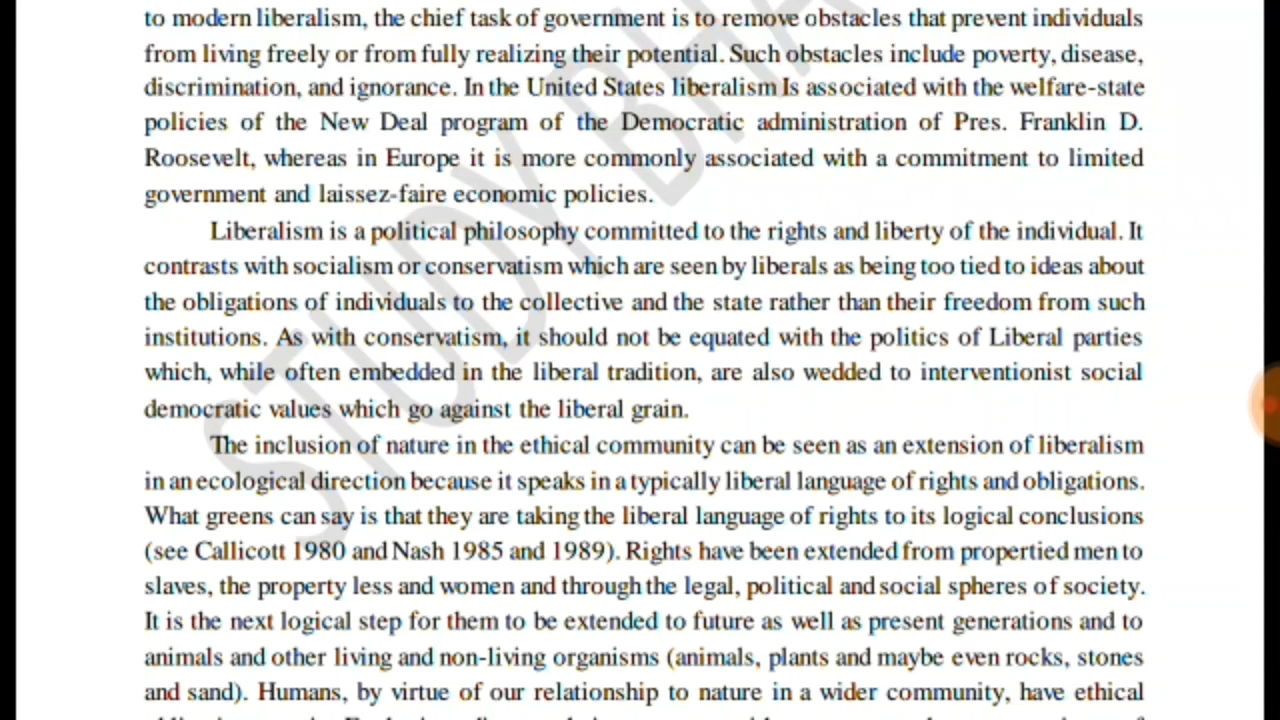 to modern liberalism, the chief task of government is to remove obstacles that prevent individuals
from living freely or from fully realizing their potential. Such obstacles include poverty, disease,
discrimination, and ignorance. In the United States liberalism Is associated with the welfare-state
policies of the New Deal program of the Democratic administration of Pres. Franklin D.
Roosevelt, whereas in Europe it is more commonly associated with a commitment to limited
government and laissez-faire economic policies.
Liberalism is a political philosophy committed to the rights and liberty of the individual. It
contrasts with socialism or conservatism which are seen by liberals as being too tied to ideas about
the obligations of individuals to the collective and the state rather than their freedom from such
institutions. As with conservatism, it should not be equated with the politics of Liberal parties
which, while often embedded in the liberal tradition, are also wedded to interventionist social
democratic values which go against the liberal grain.
The inclusion of nature in the ethical community can be seen as an extension of liberalism
in an ecological direction because it speaks in a typically liberal language of rights and obligations.
What greens can say is that they are taking the liberal language of rights to its logical conclusions
(see Callicott 1980 and Nash 1985 and 1989). Rights have been extended from propertied men to
slaves, the property less and women and through the legal, political and social spheres of society.
It is the next logical step for them to be extended to future as well as present generations and to
animals and other living and non-living organisms (animals, plants and maybe even rocks, stones
and sand). Humans, by virtue of our relationship to nature in a wider community, have ethical
STUDY BHA